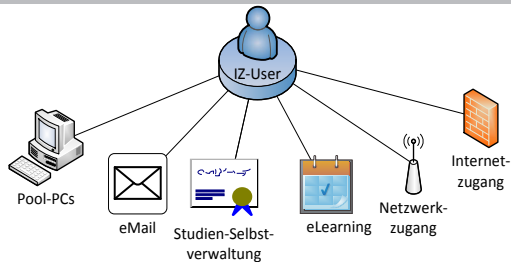 IZ-User
Pool-PCs
eMail
Studien-Selbst-
verwaltung
eLearning
Netzwerk-
zugang
Internet-
zugang